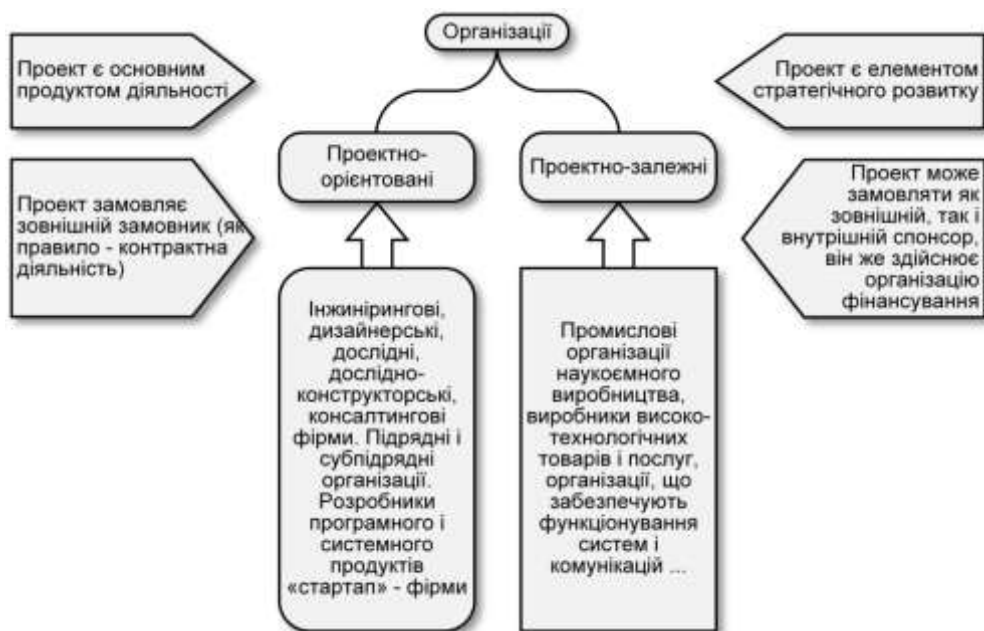 Організації
Проект є основним
продуктом діяльності
Проект є елементом
стратегічного розвитку
Проектно-
орієнтовані
Проектно-залежні
Проект замовляє
зовнішній замовник (як
правило - контрактна
діяльність)
Проект може
замовляти як
зовнішній, так і
внутрішній спонсор,
він же здійснює
організацію
фінансування
Інжинірингові,
дизайнерські,
дослідні,
дослідно-
конструкторські,
консалтингові
фірми. Підрядні і
субпідрядні
організації.
Розробники
програмного і
системного
продуктів
«стартап» - фірми
Промислові
організації
наукоємного
виробництва,
виробники високо-
технологічних
товарів і послуг,
організації, що
забезпечують
функціонування
систем і
комунікацій ...